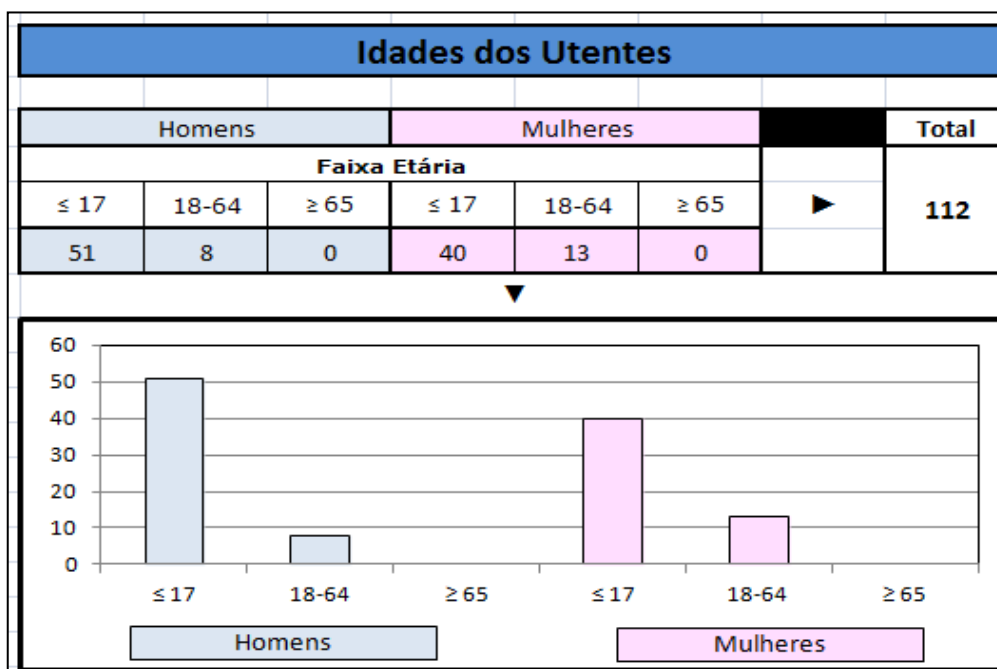 Idades dos Utentes
Homens Mulheres Total
Faixa Etária
≤ 17 18-64 ≥ 65 ≤ 17 18-64 ≥ 65 ► 112
51 8 0 40 13 0
▼
60
50
40
30
20
10
0
≤ 17 18-64 ≥ 65 ≤ 17 18-64 ≥ 65
Homens Mulheres